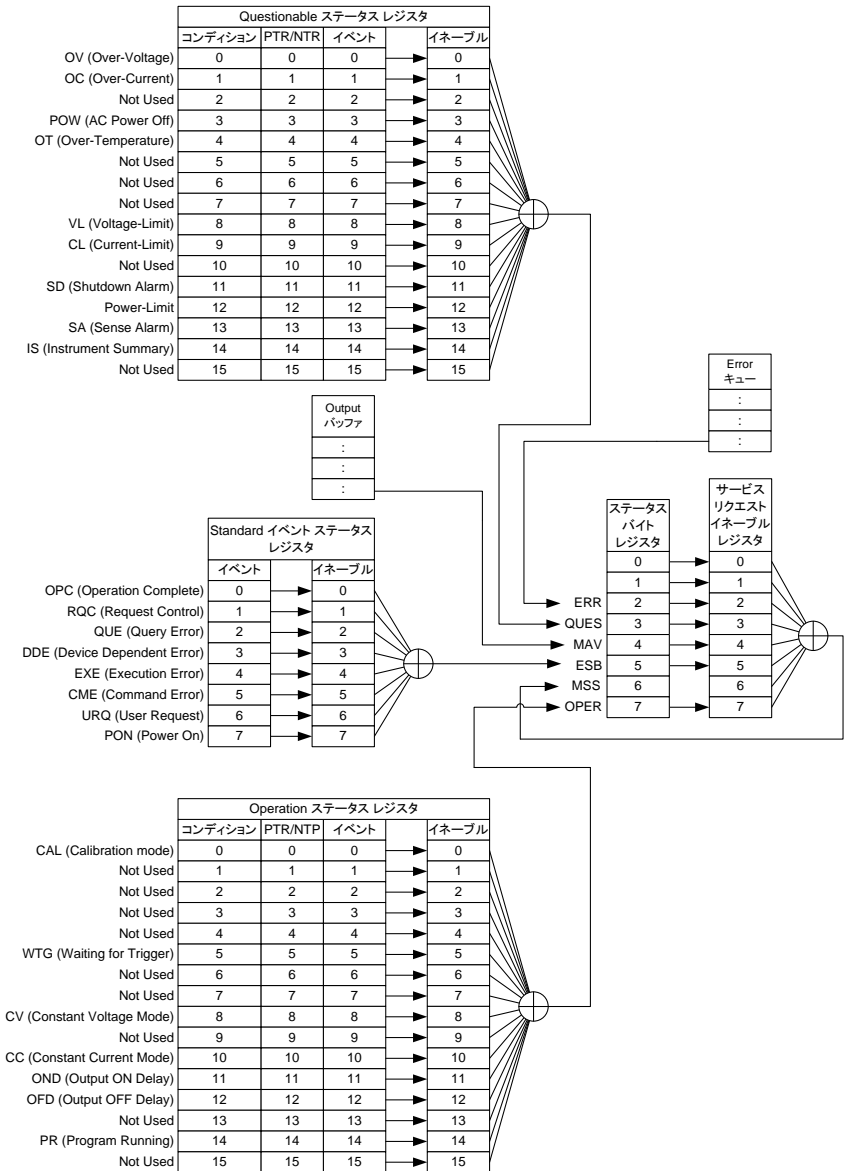 Questionable ステータス レジスタ
コンディション PTR/NTR イベント イネーブル
OV (Over-Voltage) 0 0 0 0
OC (Over-Current) 1 1 1 1
Not Used 2 2 2 2
POW (AC Power Off) 3 3 3 3
OT (Over-Temperature) 4 4 4 4
Not Used 5 5 5 5
Not Used 6 6 6 6
Not Used 7 7 7 7
VL (Voltage-Limit) 8 8 8 8
CL (Current-Limit) 9 9 9 9
Not Used 10 10 10 10
SD (Shutdown Alarm) 11 11 11 11
Power-Limit 12 12 12 12
SA (Sense Alarm) 13 13 13 13
IS (Instrument Summary) 14 14 14 14
Not Used 15 15 15 15
Error
キュー
:
:
:
Output
バッファ
:
:
:
ステータス
バイト
レジスタ
サービス
リクエスト
イネーブル
レジスタ
0 0
1 1
ERR 2 2
QUES 3 3
MAV 4 4
ESB 5 5
MSS 6 6
OPER 7 7
Standard イベント ステータス
レジスタ
イベント イネーブル
OPC (Operation Complete) 0 0
RQC (Request Control) 1 1
QUE (Query Error) 2 2
DDE (Device Dependent Error) 3 3
EXE (Execution Error) 4 4
CME (Command Error) 5 5
URQ (User Request) 6 6
PON (Power On) 7 7
Operation ステータス レジスタ
コンディション PTR/NTP イベント イネーブル
CAL (Calibration mode) 0 0 0 0
Not Used 1 1 1 1
Not Used 2 2 2 2
Not Used 3 3 3 3
Not Used 4 4 4 4
WTG (Waiting for Trigger) 5 5 5 5
Not Used 6 6 6 6
Not Used 7 7 7 7
CV (Constant Voltage Mode) 8 8 8 8
Not Used 9 9 9 9
CC (Constant Current Mode) 10 10 10 10
OND (Output ON Delay) 11 11 11 11
OFD (Output OFF Delay) 12 12 12 12
Not Used 13 13 13 13
PR (Program Running) 14 14 14 14
Not Used 15 15 15 15